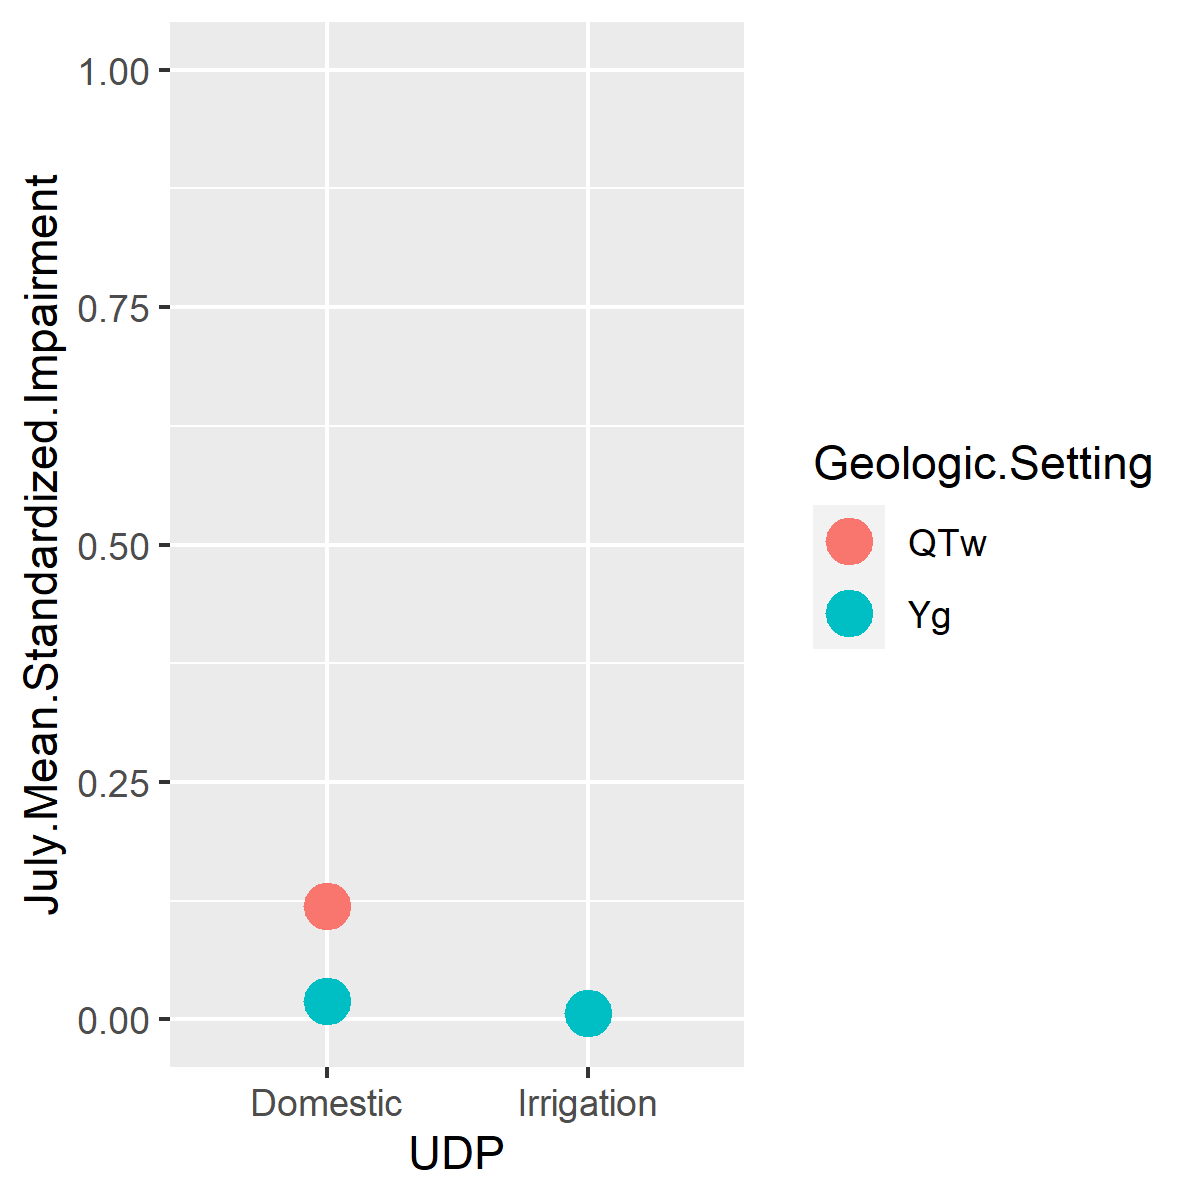 July.Mean.Standardized.Impairment
1.00
0.75
0.50
0.25
0.00
Domestic Irrigation
UDP
Geologic.Setting
QTw
Yg